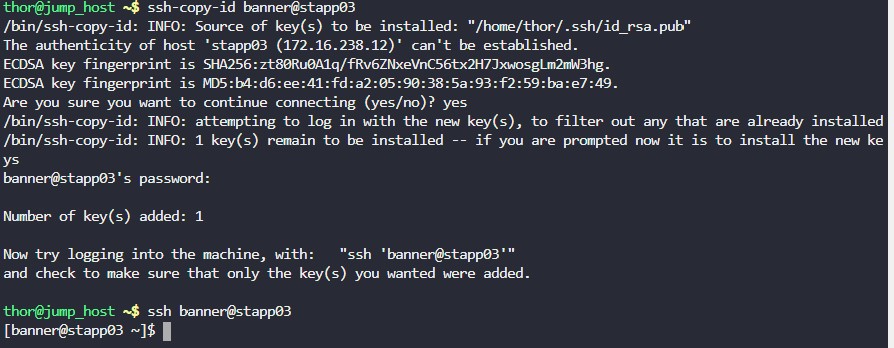 thor@jump_host ~$ ssh-copy-id banner@stapp03
/bin/ssh-copy-id: INFO: Source of key(s) to be installed: "/home/thor/.ssh/id_rsa.pub"
The authenticity of host 'stapp03 (172.16.238.12)' can't be established.
ECDSA key fingerprint is SHA256:zt80Ru0A1q/fRv6ZNxeVnC56tx2H7JxwosgLm2mW3hg.
ECDSA key fingerprint is MD5:b4:d6:ee:41:fd:a2:05:90:38:5a:93:f2:59:ba:e7:49.
Are you sure you want to continue connecting (yes/no)? yes
/bin/ssh-copy-id: INFO: attempting to log in with the new key(s), to filter out any that are already installed
/bin/ssh-copy-id: INFO: 1 key(s) remain to be installed -- if you are prompted now it is to install the new ke
ys
banner@stapp03's password:
Number of key(s) added: 1
Now try logging into the machine, with:   "ssh 'banner@stapp03'"
and check to make sure that only the key(s) you wanted were added.
thor@jump_host ~$ ssh banner@stapp03
[banner@stapp03 ~]$